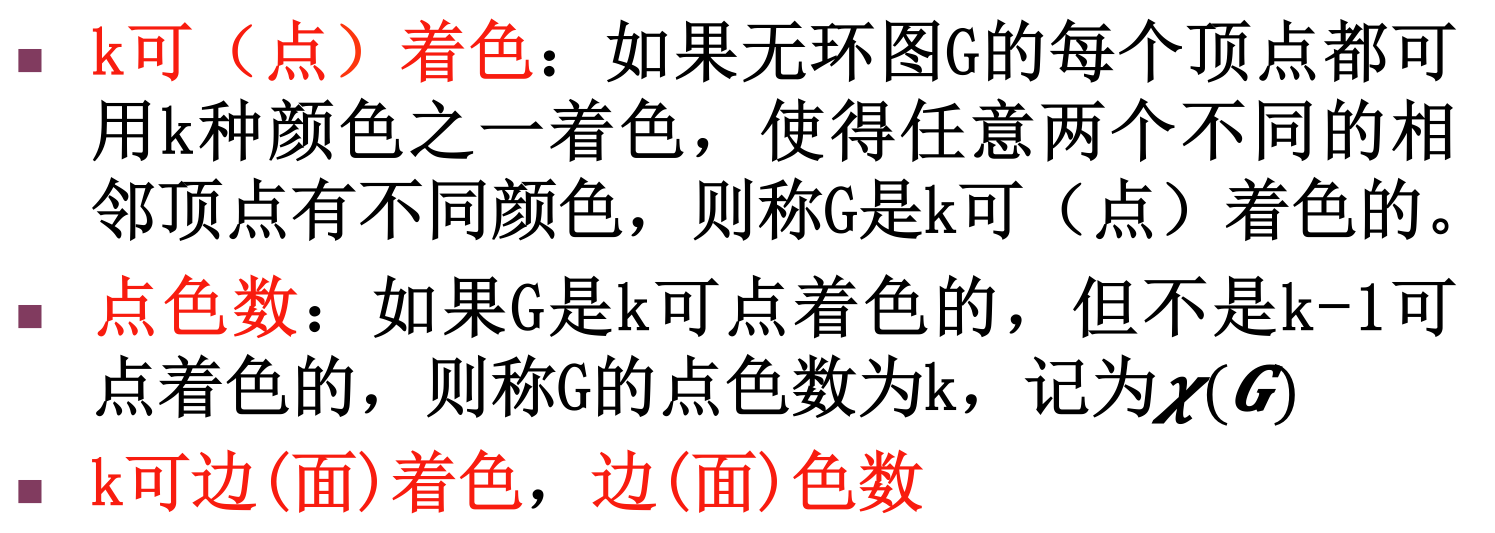 ▪ k可（点）着色：如果无环图G的每个顶点都可
用k种颜色之一着色，使得任意两个不同的相
邻顶点有不同颜色，则称G是k可（点）着色的。
▪ 点色数：如果G是k可点着色的，但不是k-1可
点着色的，则称G的点色数为k，记为χ(G)
▪ k可边(面)着色，边(面)色数